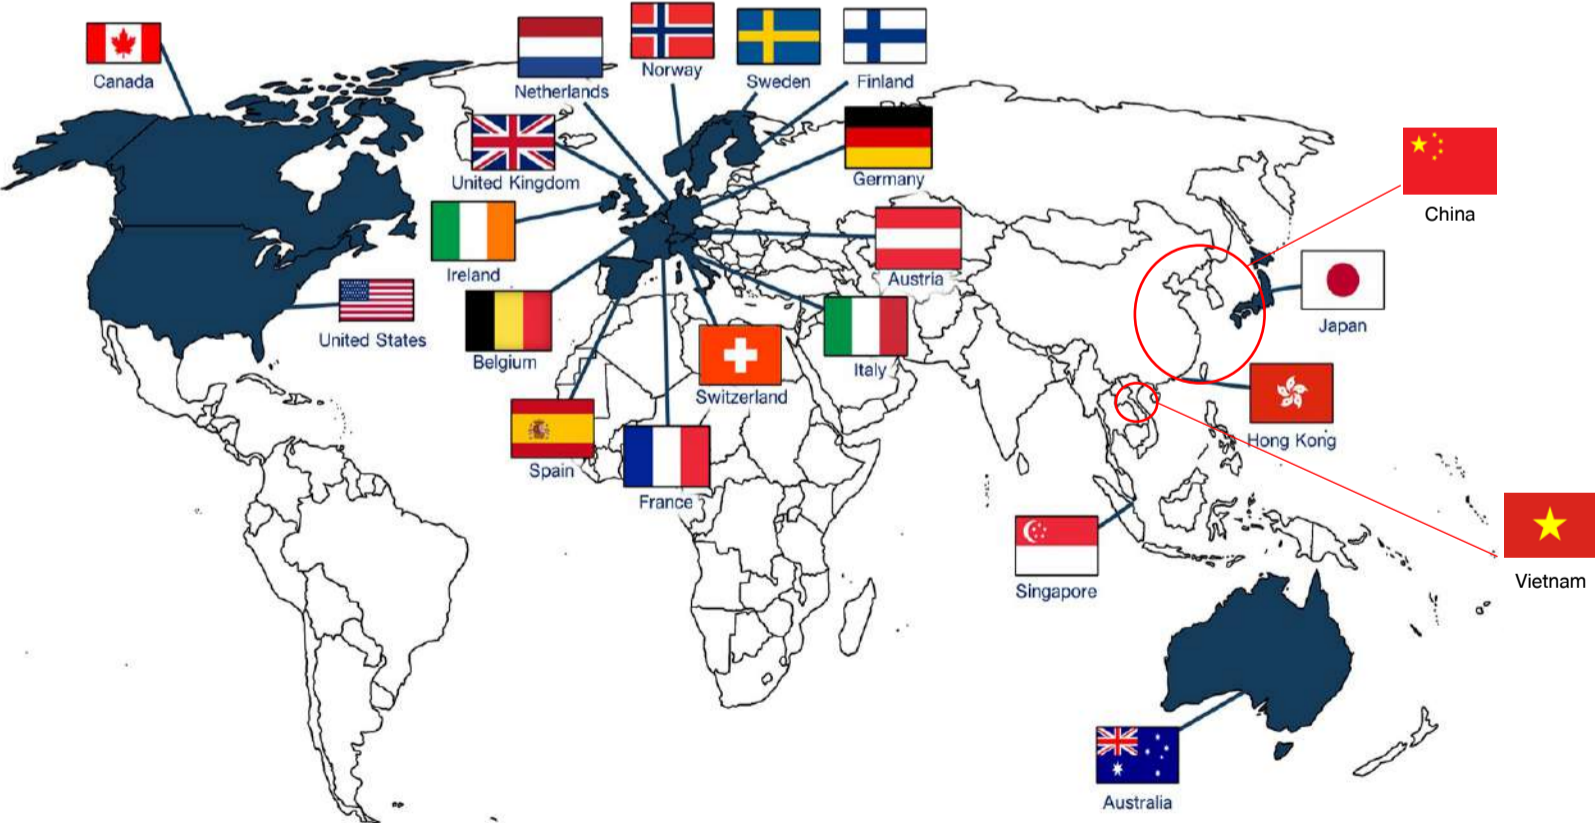 Canada
Netherlands
Norway
Sweden
Finland
United Kingdom
Germany
China
Ireland
Austria
United States
Belgium
Italy
Japan
Switzerland
Spain
France
Hong Kong
Singapore
Vietnam
Australia